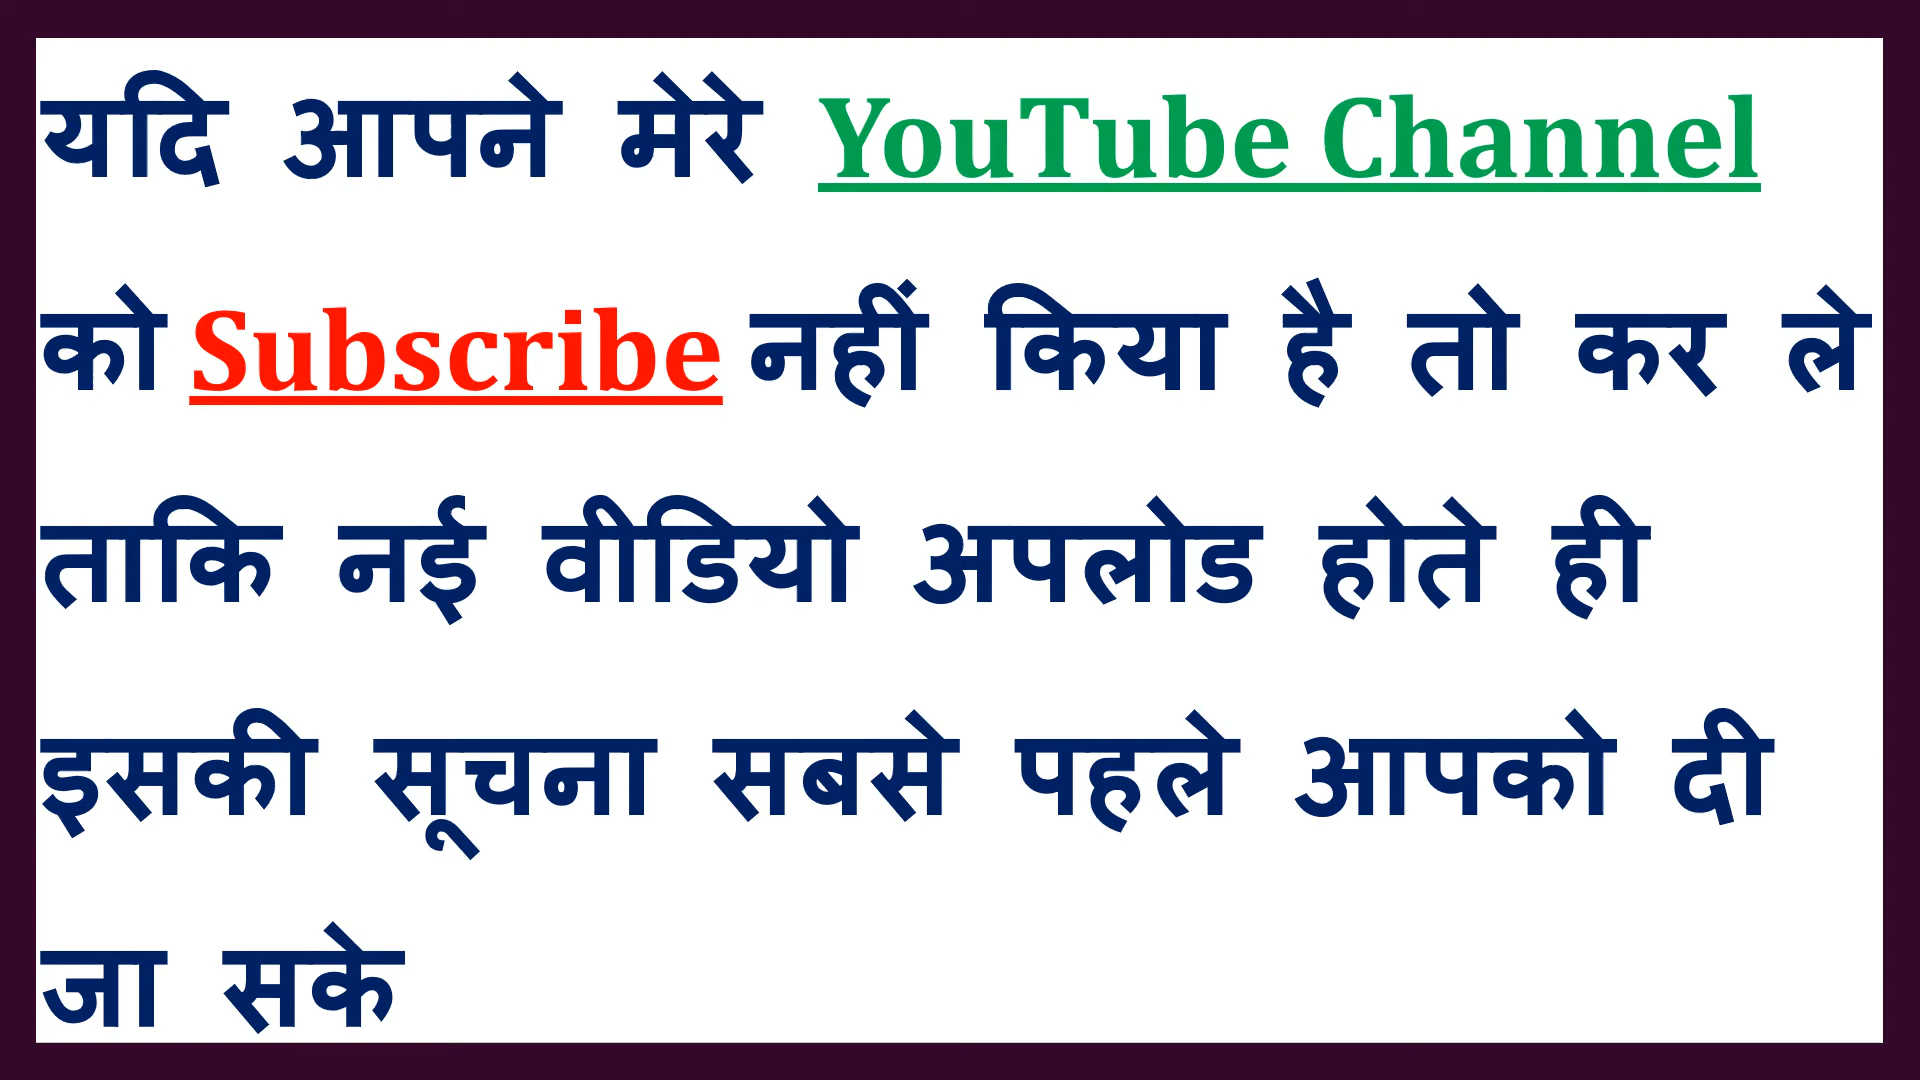 यदि आपने मेरे YouTube Channel
को Subscribe नहीं किया है तो कर ले
ताकि नई वीडियो अपलोड होते ही
इसकी सूचना सबसे पहले आपको दी
जा सके